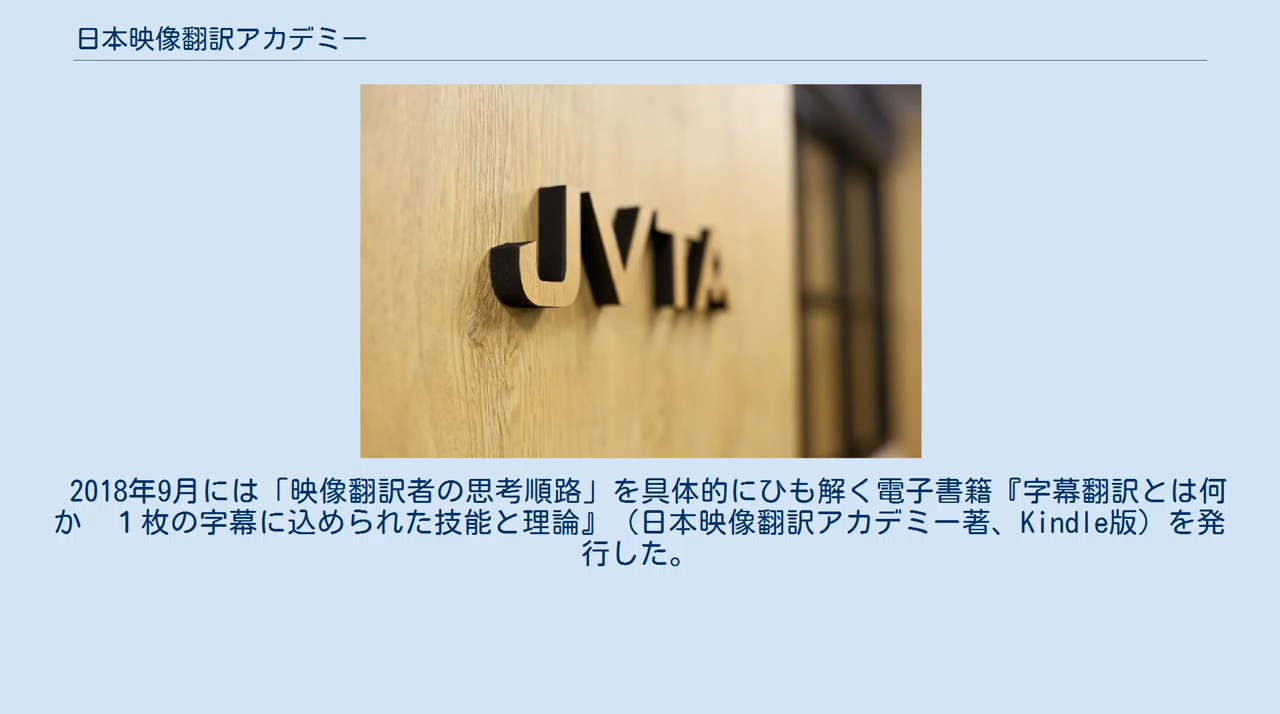 日本映像翻訳アカデミー
JVTA
2018年9月には「映像翻訳者の思考順路」を具体的にひも解く電子書籍『字幕翻訳とは何
か　１枚の字幕に込められた技能と理論』（日本映像翻訳アカデミー著、Kindle版）を発
行した。